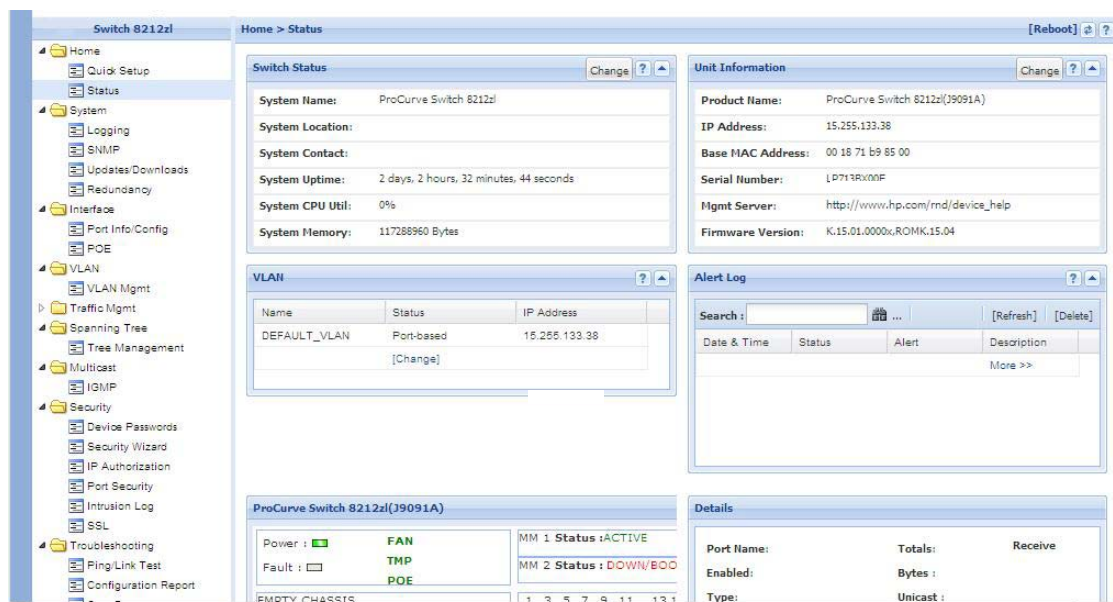 Switch 8212zl
Home > Status
[Reboot] ?
Home
Quick Setup
Status
System
Logging
SNMP
Updates/Downloads
Redundancy
Interface
Port Info/Config
POE
VLAN
VLAN Mgmt
Traffic Mgmt
Spanning Tree
Tree Management
Multicast
IGMP
Security
Device Passwords
Security Wizard
IP Authorization
Port Security
Intrusion Log
SSL
Troubleshooting
Ping/Link Test
Configuration Report
Switch Status Change ?
System Name: ProCurve Switch 8212zl
System Location:
System Contact:
System Uptime: 2 days, 2 hours, 32 minutes, 44 seconds
System CPU Util: 0%
System Memory: 117288960 Bytes
Unit Information Change ?
Product Name: ProCurve Switch 8212zl(J9091A)
IP Address: 15.255.133.38
Base MAC Address: 00 18 71 b9 85 00
Serial Number:
Mgmt Server: http://www.hp.com/rnd/device_help
Firmware Version: K.15.01.0000x,ROMK.15.04
VLAN ?
Name Status IP Address
DEFAULT_VLAN Port-based 15.255.133.38
[Change]
Alert Log ?
Search : ... [Refresh] [Delete]
Date & Time Status Alert Description
More >>
ProCurve Switch 8212zl(J9091A)
Power : FAN
Fault : TMP
POE
MM 1 Status :ACTIVE
MM 2 Status : DOWN/BOO
EMPTY CHASSIS
1 3 5 7 9 11 13 1
Details
Port Name: Totals: Receive
Enabled: Bytes :
Type: Unicast :